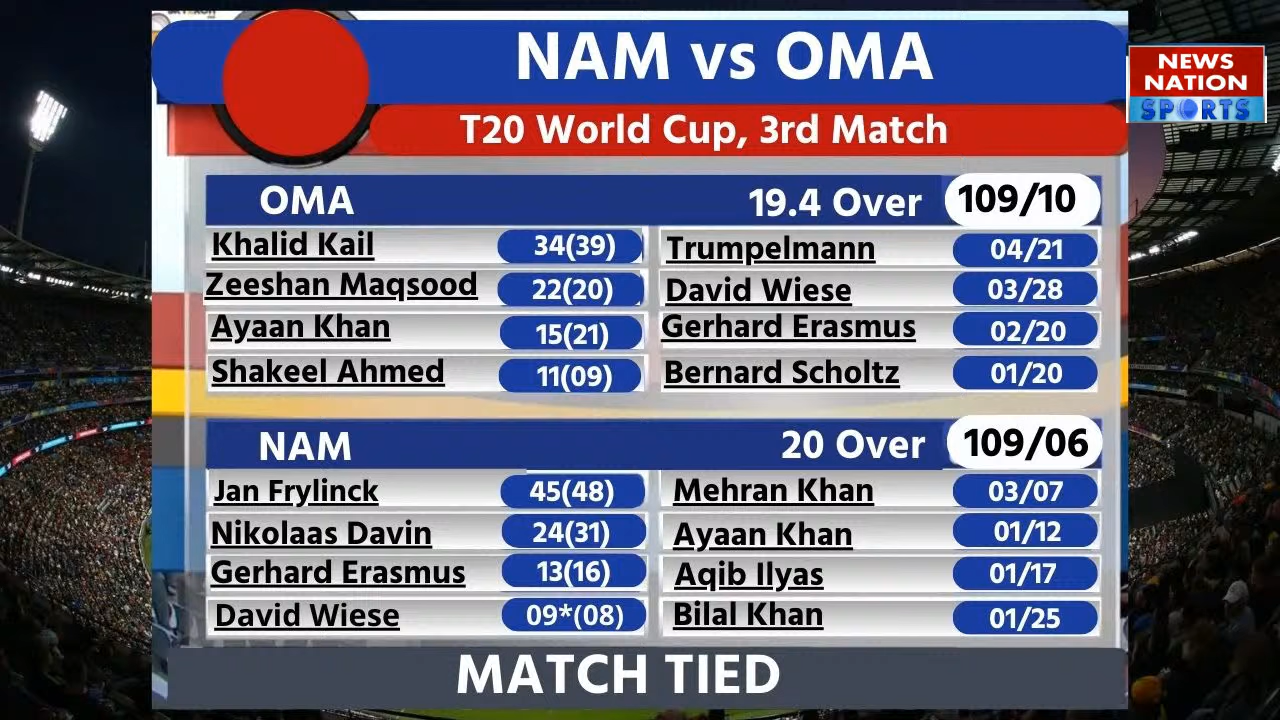 NAM vs OMA
NEWS
NATION
SPORTS
T20 World Cup, 3rd Match
OMA 19.4 Over 109/10
Khalid Kail 34(39) Trumpelmann 04/21
Zeeshan Maqsood 22(20) David Wiese 03/28
Ayaan Khan 15(21) Gerhard Erasmus 02/20
Shakeel Ahmed 11(09) Bernard Scholtz 01/20
NAM 20 Over 109/06
Jan Frylinck 45(48) Mehran Khan 03/07
Nikolaas Davin 24(31) Ayaan Khan 01/12
Gerhard Erasmus 13(16) Aqib Ilyas 01/17
David Wiese 09*(08) Bilal Khan 01/25
MATCH TIED